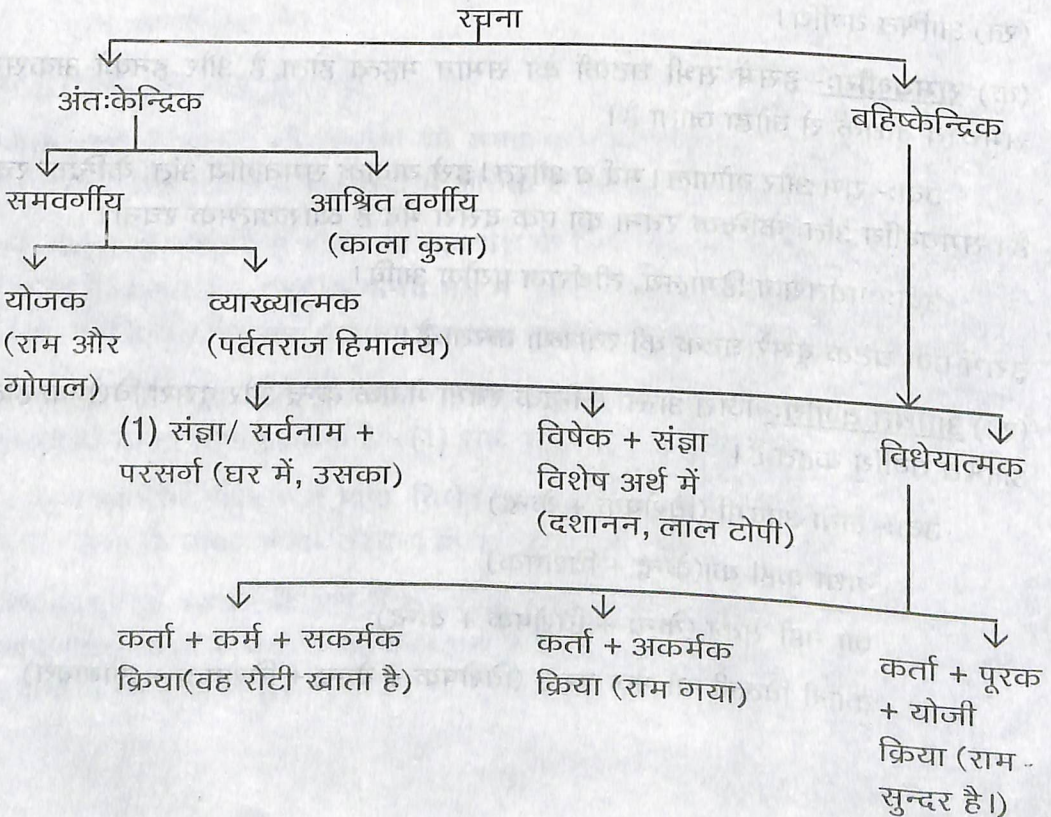 रचना
अंतःकेन्द्रिक
बहिष्केन्द्रिक
समवर्गीय
आश्रित वर्गीय
(काला कुत्ता)
योजक
(राम और
गोपाल)
व्याख्यात्मक
(पर्वतराज हिमालय)
(1) संज्ञा/ सर्वनाम +
परसर्ग (घर में, उसका)
विषेक + संज्ञा
विशेष अर्थ में
(दशानन, लाल टोपी)
विधेयात्मक
कर्ता + कर्म + सकर्मक
क्रिया(वह रोटी खाता है)
कर्ता + अकर्मक
क्रिया (राम गया)
कर्ता + पूरक
+ योजी
क्रिया (राम
सुन्दर है।)